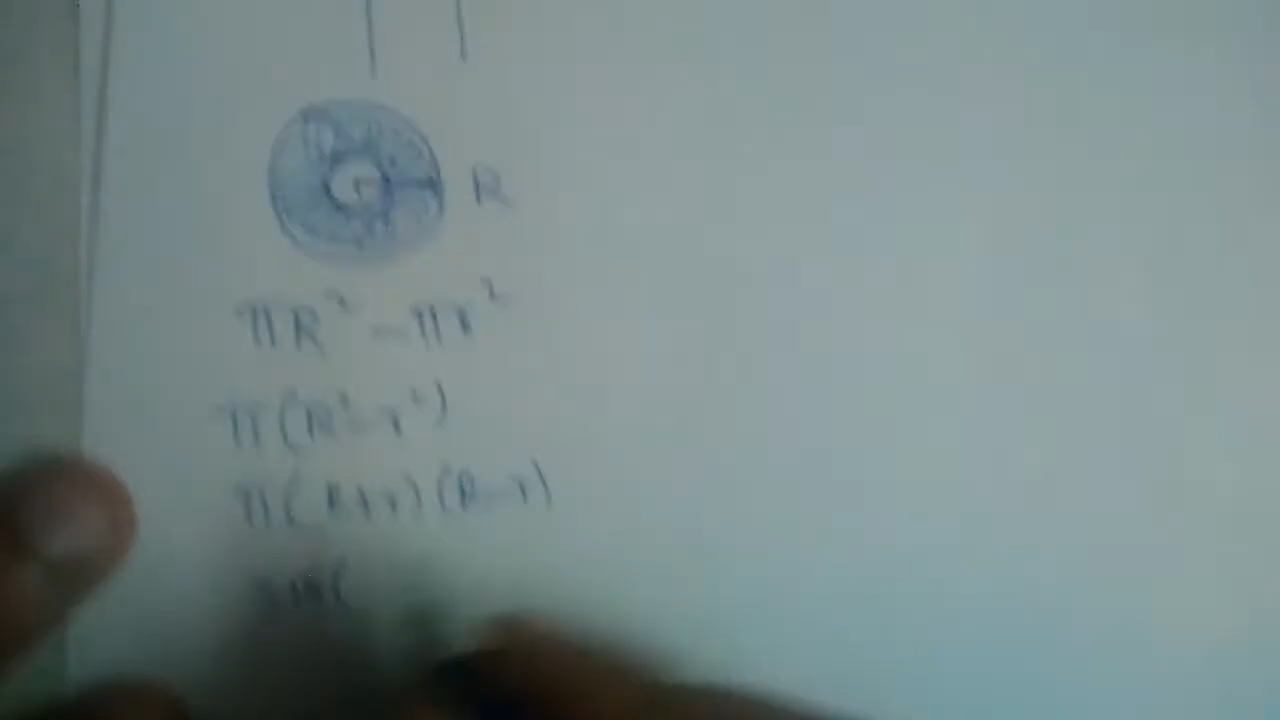 R
πR² - πr²
π(R² - r²)
π(R+r)(R-r)